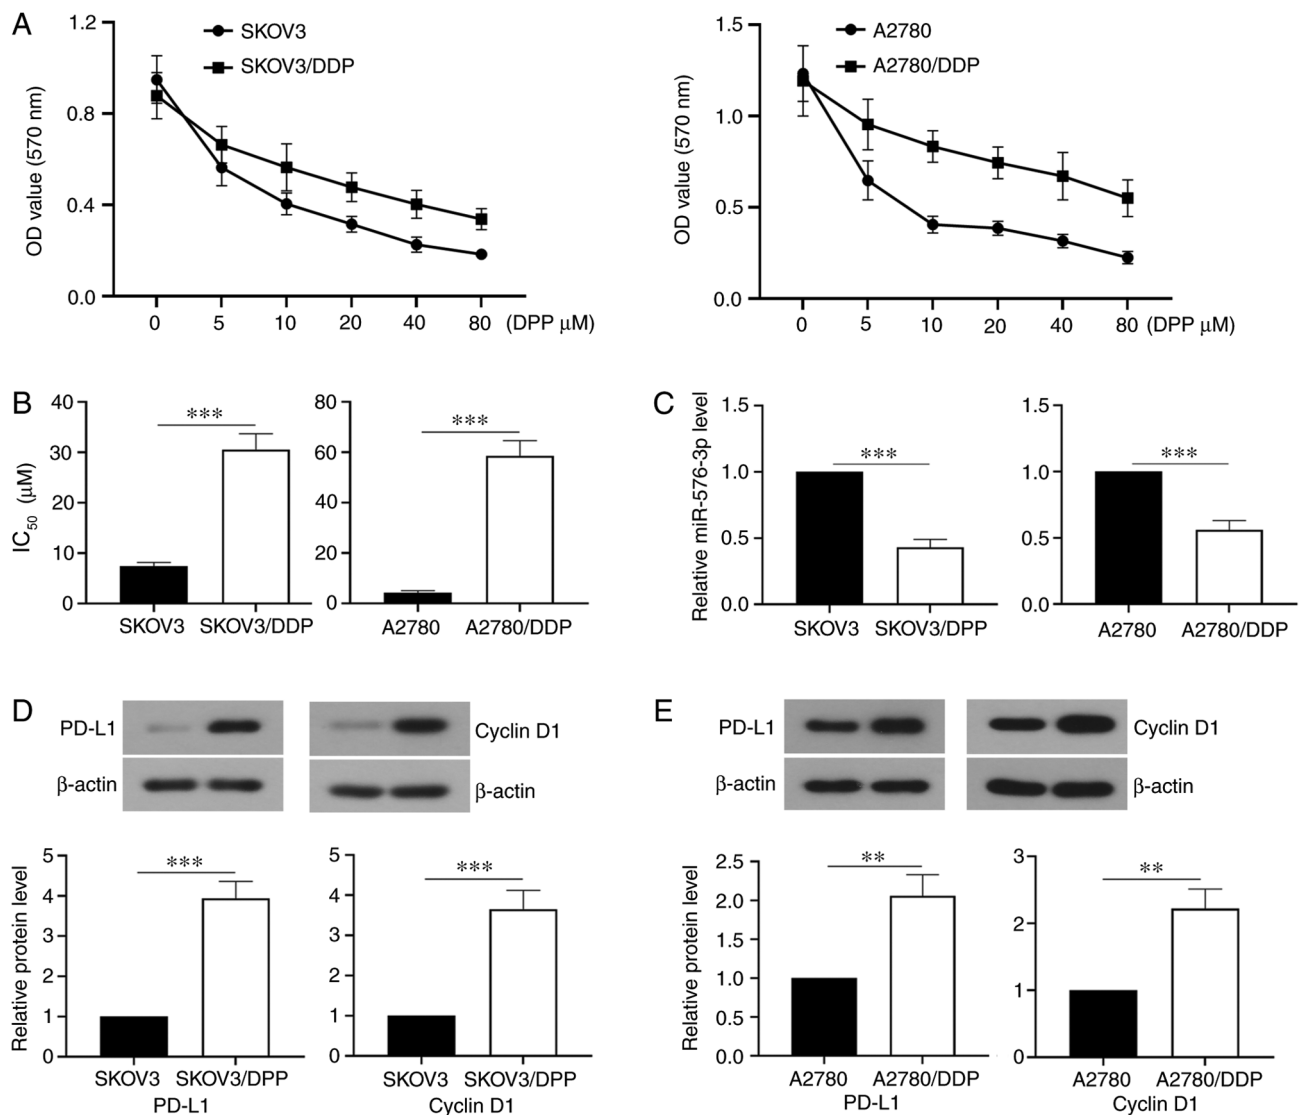 A
1.2
0.8
0.4
0.0
OD value (570 nm)
SKOV3
SKOV3/DDP
0 5 10 20 40 80 (DPP μM)
1.5
1.0
0.5
0.0
OD value (570 nm)
A2780
A2780/DDP
0 5 10 20 40 80 (DPP μM)
B
IC50 (μM)
40
30
20
10
0
***
SKOV3 SKOV3/DDP
80
60
40
20
0
***
A2780 A2780/DDP
C
Relative miR-576-3p level
1.5
1.0
0.5
0.0
***
SKOV3 SKOV3/DPP
1.5
1.0
0.5
0.0
***
A2780 A2780/DDP
D
PD-L1
β-actin
Cyclin D1
β-actin
Relative protein level
5
4
3
2
1
0
***
SKOV3 SKOV3/DPP
PD-L1
5
4
3
2
1
0
***
SKOV3 SKOV3/DPP
Cyclin D1
E
PD-L1
β-actin
Cyclin D1
β-actin
Relative protein level
2.5
2.0
1.5
1.0
0.5
0.0
**
A2780 A2780/DDP
PD-L1
3
2
1
0
**
A2780 A2780/DDP
Cyclin D1